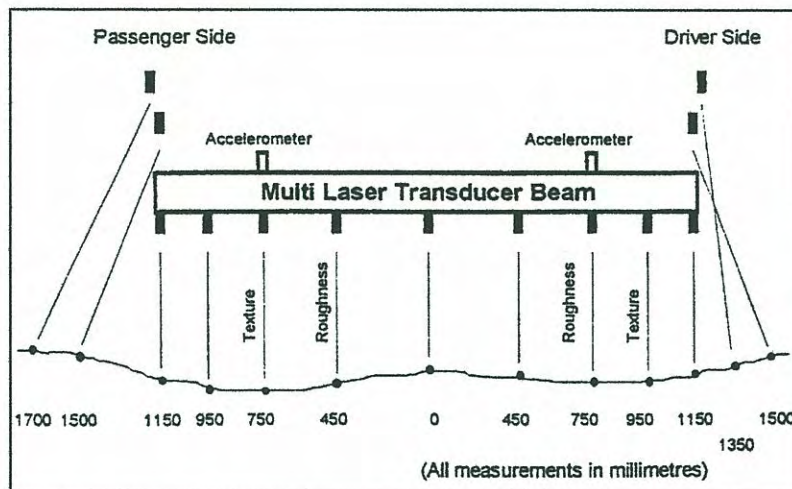 Passenger Side Driver Side
Accelerometer Accelerometer
Multi Laser Transducer Beam
Texture
Roughness
Roughness
Texture
1700 1500 1150 950 750 450 0 450 750 950 1150 1500
1350
(All measurements in millimetres)